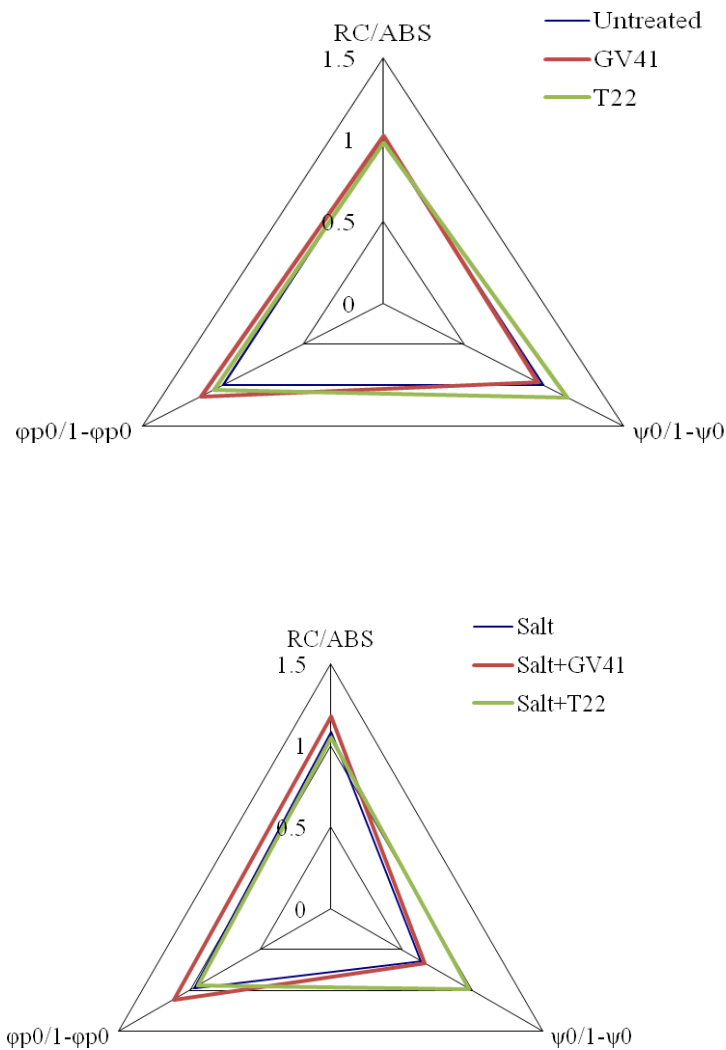 RC/ABS
Untreated
GV41
T22
1.5
1
0.5
0
φp0/1-φp0
ψ0/1-ψ0
RC/ABS
Salt
Salt+GV41
Salt+T22
1.5
1
0.5
0
φp0/1-φp0
ψ0/1-ψ0